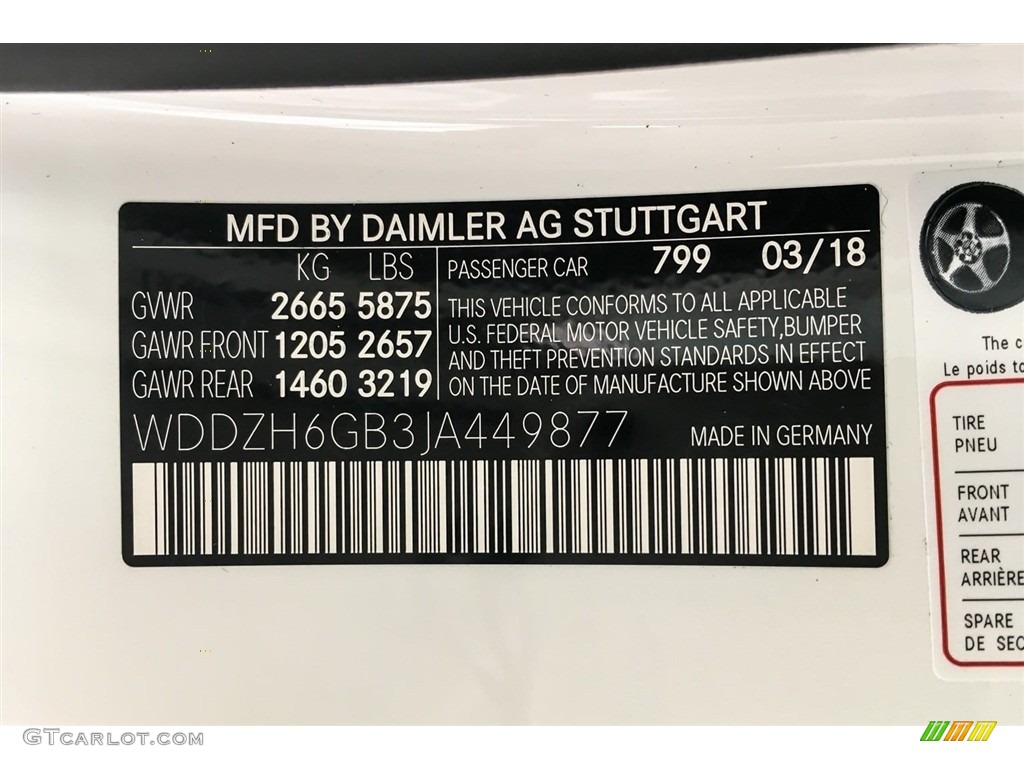 MFD BY DAIMLER AG STUTTGART
KG LBS
GVWR 2665 5875
GAWR FRONT 1205 2657
GAWR REAR 1460 3219
PASSENGER CAR 799 03/18
THIS VEHICLE CONFORMS TO ALL APPLICABLE
U.S. FEDERAL MOTOR VEHICLE SAFETY,BUMPER
AND THEFT PREVENTION STANDARDS IN EFFECT
ON THE DATE OF MANUFACTURE SHOWN ABOVE
WDDZH6GB3JA449877 MADE IN GERMANY
The c
Le poids to
TIRE
PNEU
FRONT
AVANT
REAR
ARRIÈRE
SPARE
DE SEC
GTCARLOT.COM